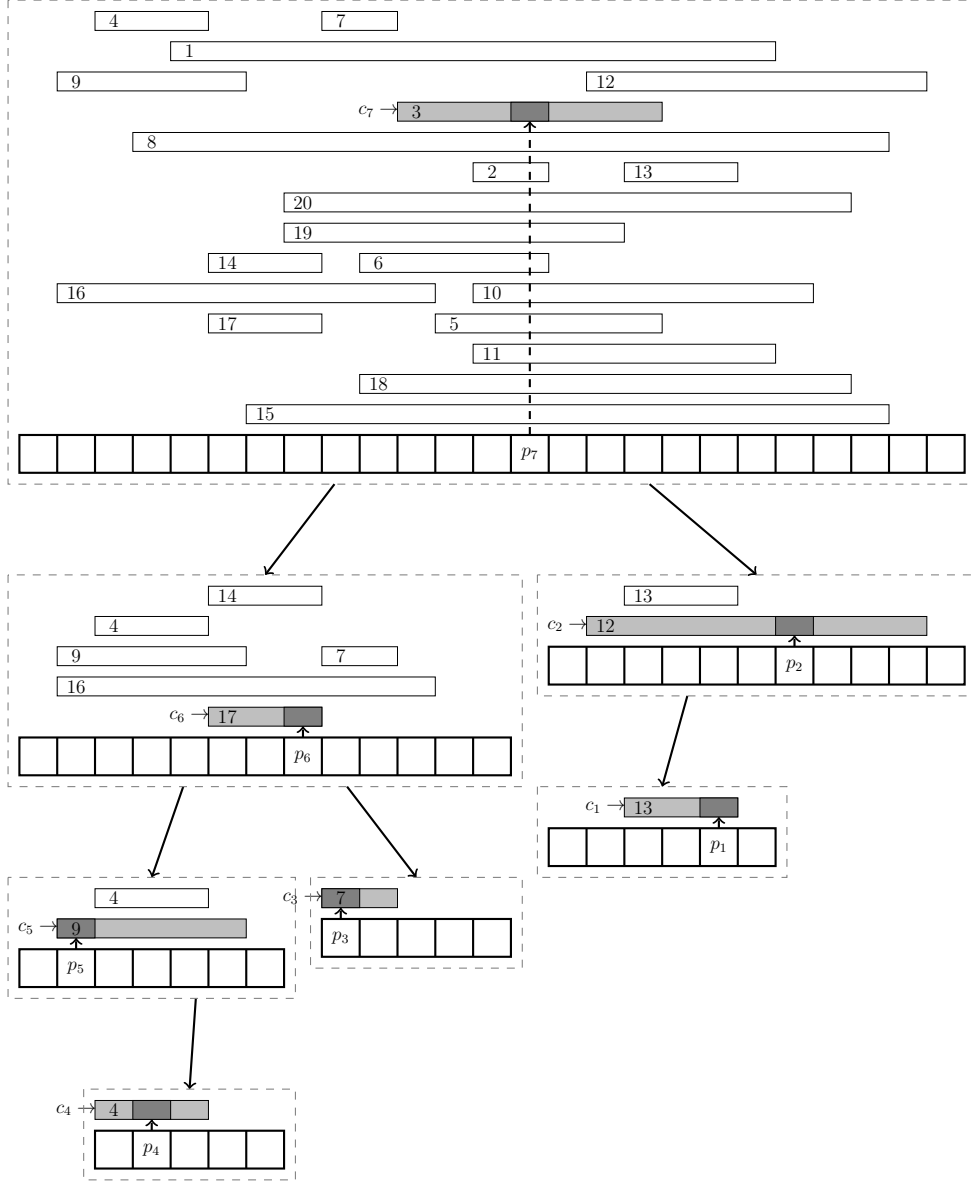 4 7
1
9 12
c₇ → 3
8
2 13
20
19
14 6
16 10
17 5
11
18
15
p₇
14 13
4 c₂ → 12
9 7 p₂
16
c₆ → 17
p₆
c₁ → 13
p₁
4 c₃ → 7
c₅ → 9 p₃
p₅
c₄ → 4
p₄